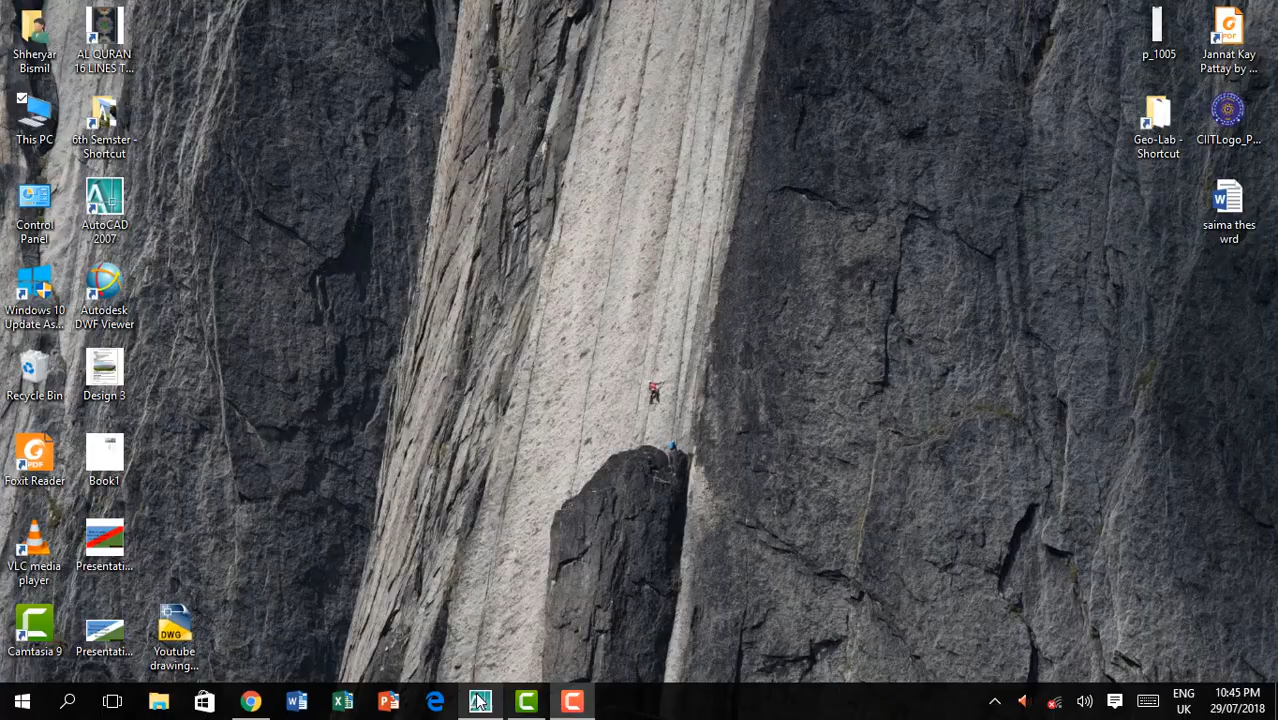 Shheryar
Bismil
AL QURAN
16 LINES T...
This PC
6th Semster -
Shortcut
Control
Panel
AutoCAD
2007
Windows 10
Update As...
Autodesk
DWF Viewer
Recycle Bin
Design 3
Foxit Reader
PDF
Book1
VLC media
player
Presentati...
Camtasia 9
Presentati...
DWG
Youtube
drawing...
p_1005
PDF
Jannat Kay
Pattay by ...
Geo-Lab -
Shortcut
CIITLogo_P...
saima thes
wrd
ENG
UK
10:45 PM
29/07/2018